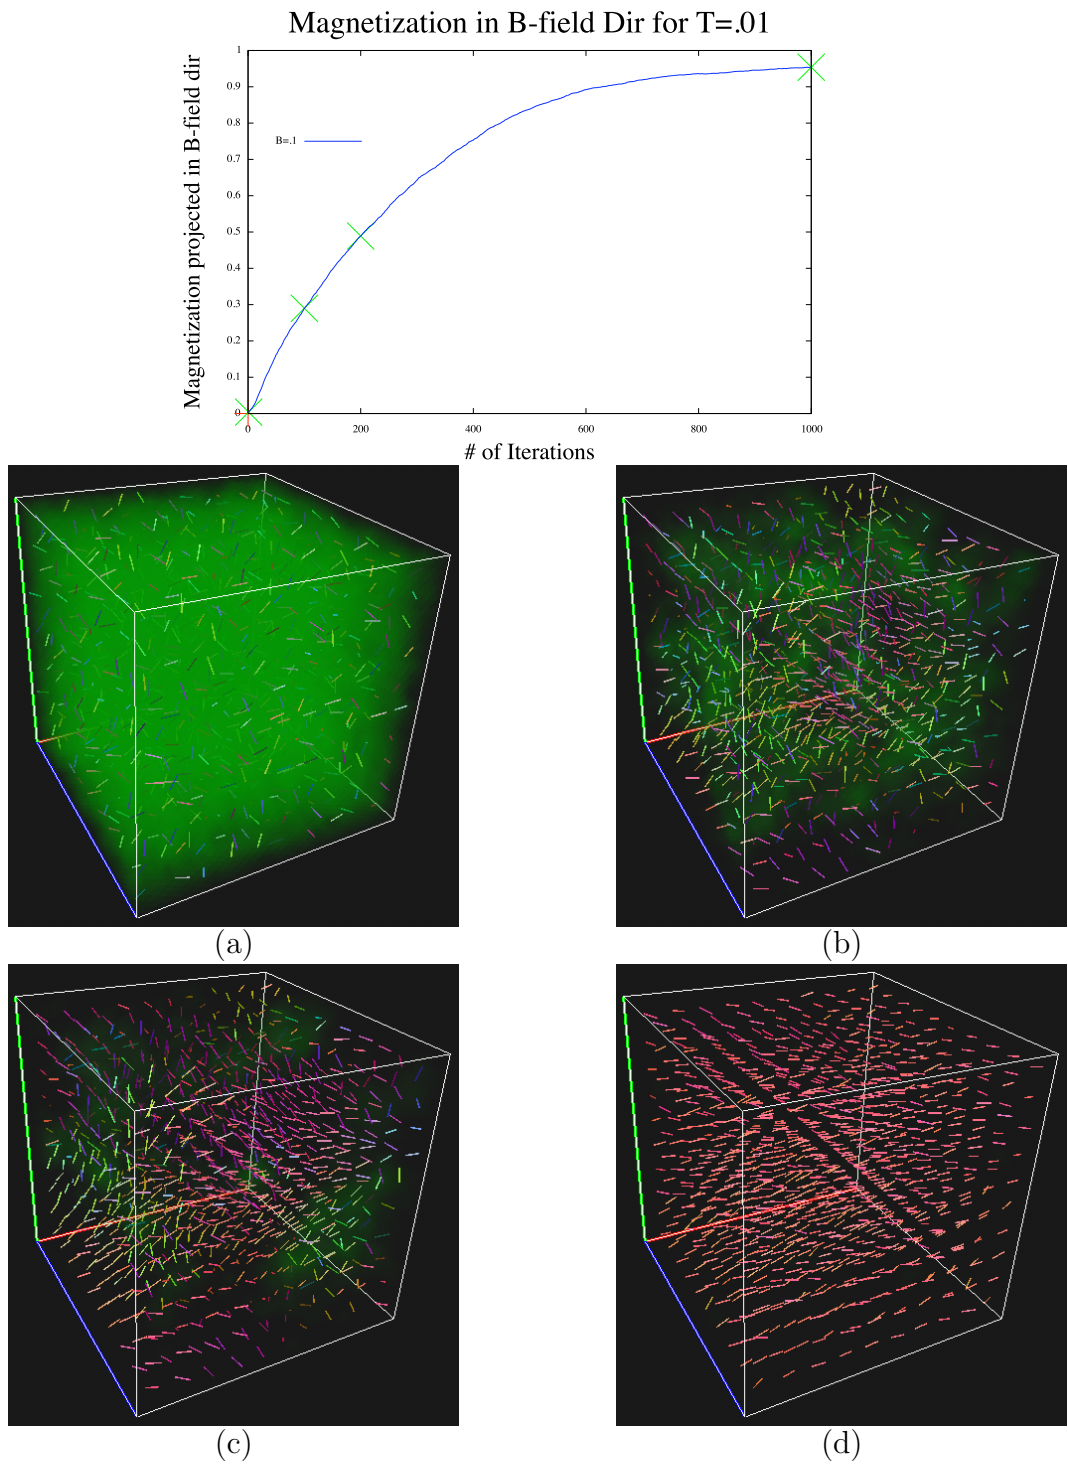 Magnetization in B-field Dir for T=.01
Magnetization projected in B-field dir
1
0.9
0.8
B=.1
0.7
0.6
0.5
0.4
0.3
0.2
0.1
0
0 200 400 600 800 1000
# of Iterations
(a) (b)
(c) (d)